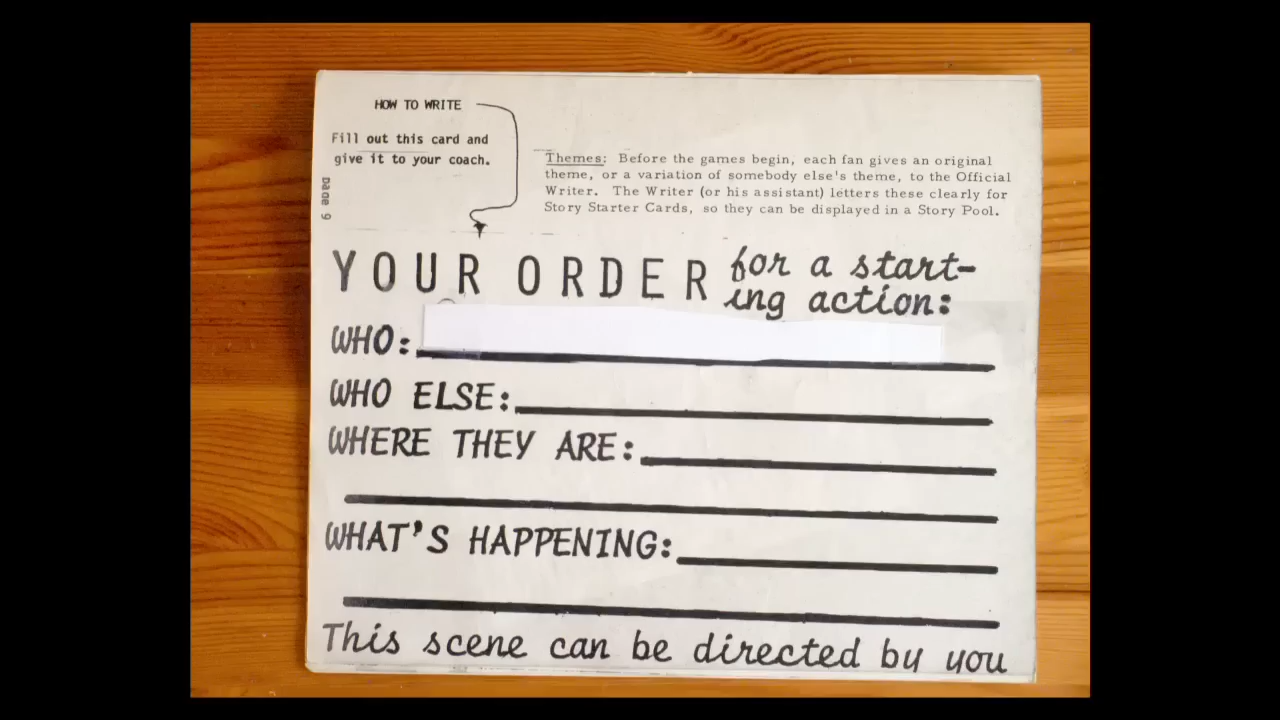 HOW TO WRITE
Fill out this card and
give it to your coach.
page 9
Themes: Before the games begin, each fan gives an original
theme, or a variation of somebody else's theme, to the Official
Writer. The Writer (or his assistant) letters these clearly for
Story Starter Cards, so they can be displayed in a Story Pool.
YOUR ORDER for a start-
ing action:
WHO:
WHO ELSE:
WHERE THEY ARE:
WHAT'S HAPPENING:
This scene can be directed by you